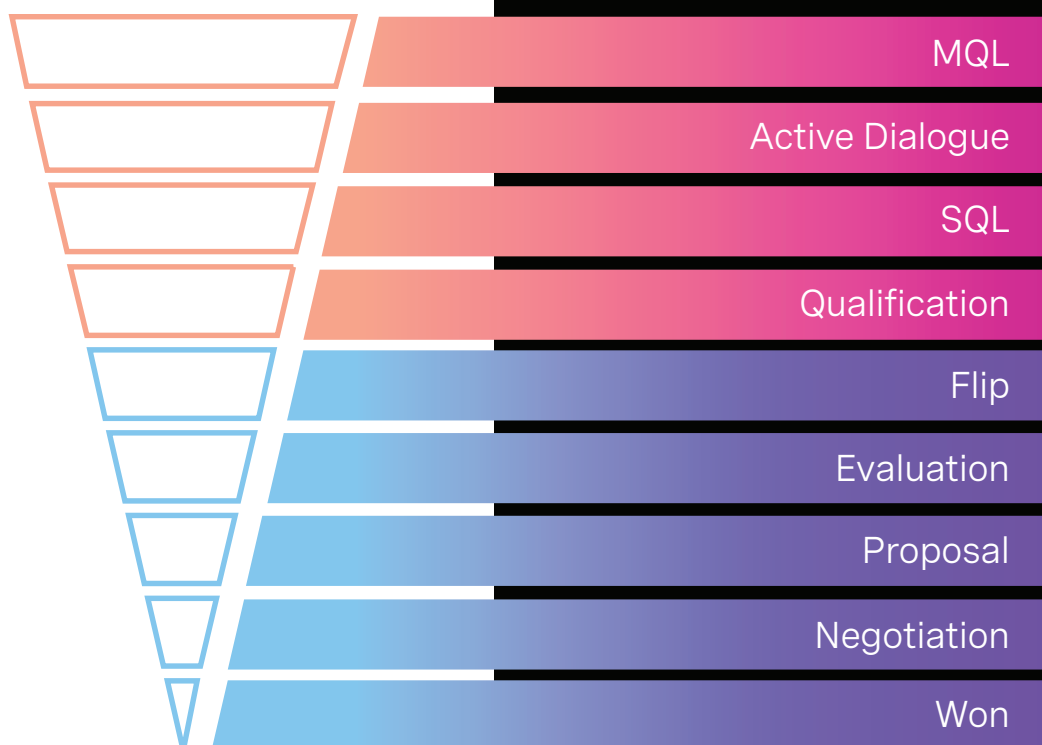 MQL
Active Dialogue
SQL
Qualification
Flip
Evaluation
Proposal
Negotiation
Won